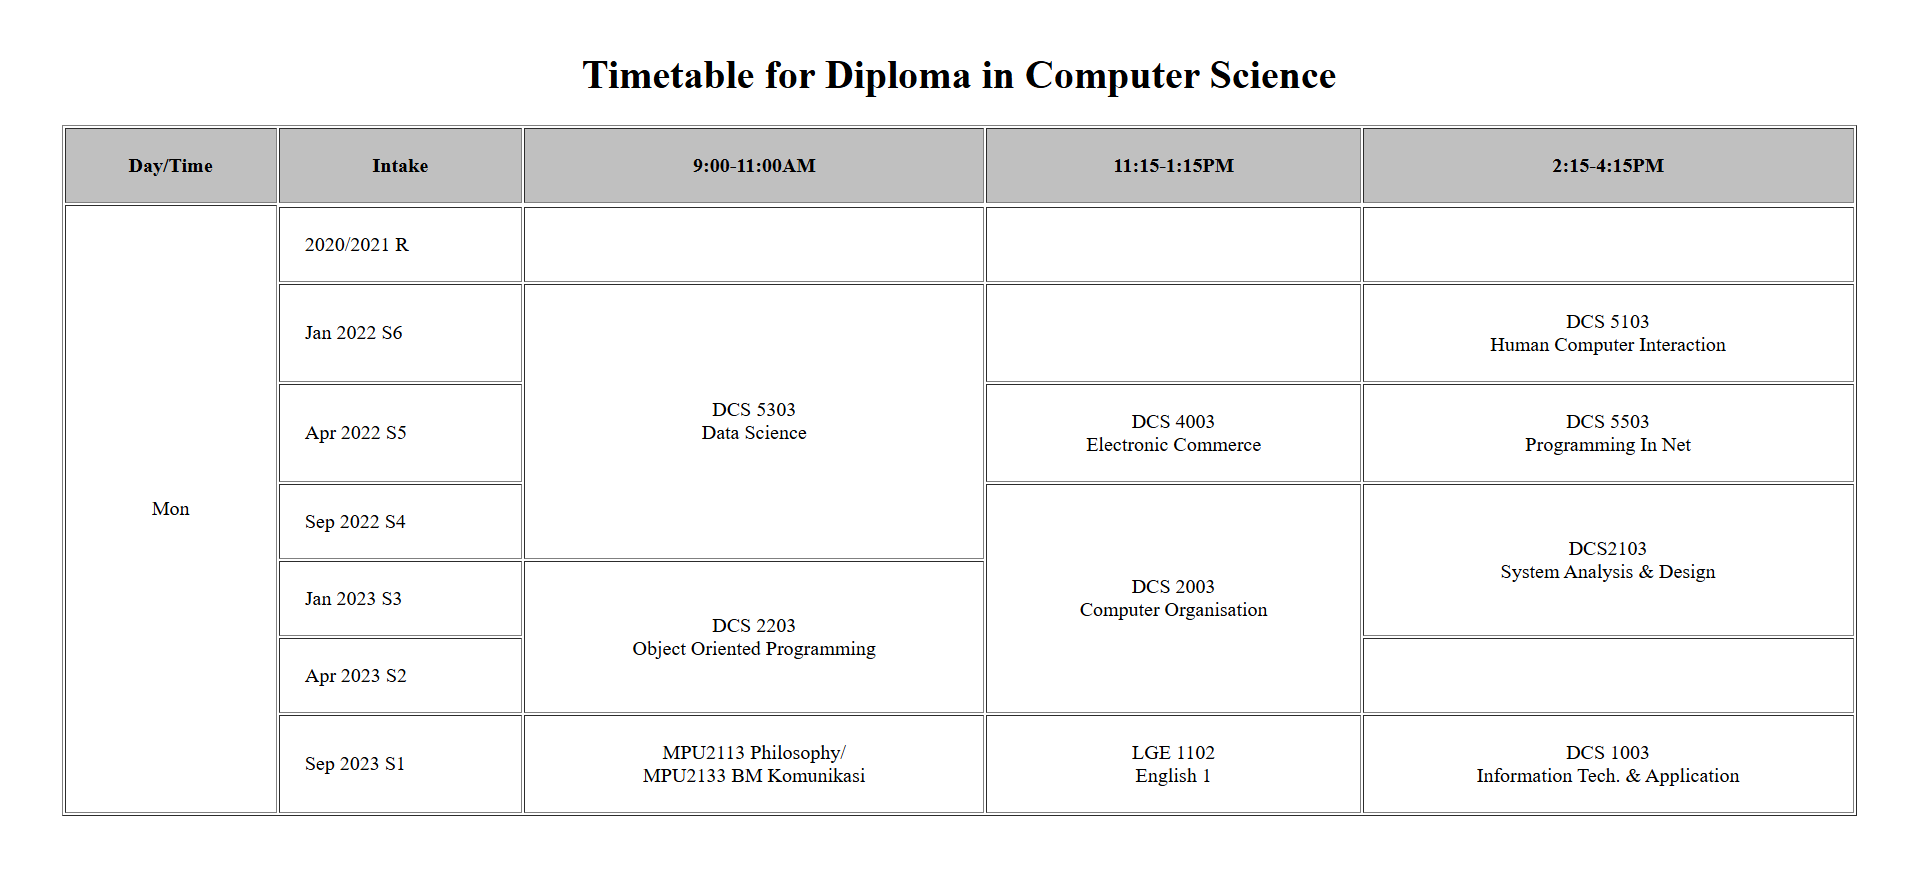 Timetable for Diploma in Computer Science
Day/Time Intake 9:00-11:00AM 11:15-1:15PM 2:15-4:15PM
Mon
2020/2021 R
Jan 2022 S6
DCS 5303
Data Science
DCS 5103
Human Computer Interaction
Apr 2022 S5
DCS 4003
Electronic Commerce
DCS 5503
Programming In Net
Sep 2022 S4
DCS 2003
Computer Organisation
DCS2103
System Analysis & Design
Jan 2023 S3
DCS 2203
Object Oriented Programming
Apr 2023 S2
Sep 2023 S1
MPU2113 Philosophy/
MPU2133 BM Komunikasi
LGE 1102
English 1
DCS 1003
Information Tech. & Application